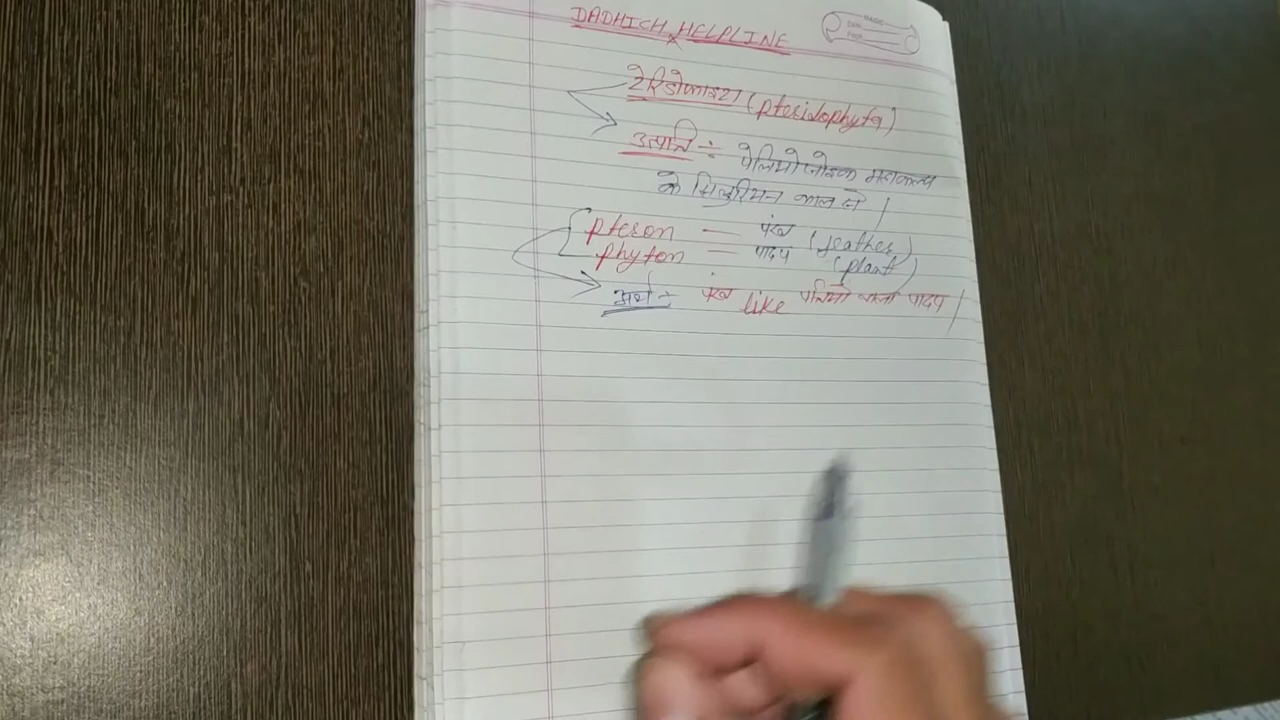 DADHICH HELPLINE
टेरिडोफाइटा (pteridophyta)
उत्पत्ति ÷ पेलियोजोइक महाकल्प
के सिलुरियन काल से |
pteron — पंख (feather)
phyton — पादप (plant)
अर्थ ÷ पंख like पत्तियों वाला पादप |